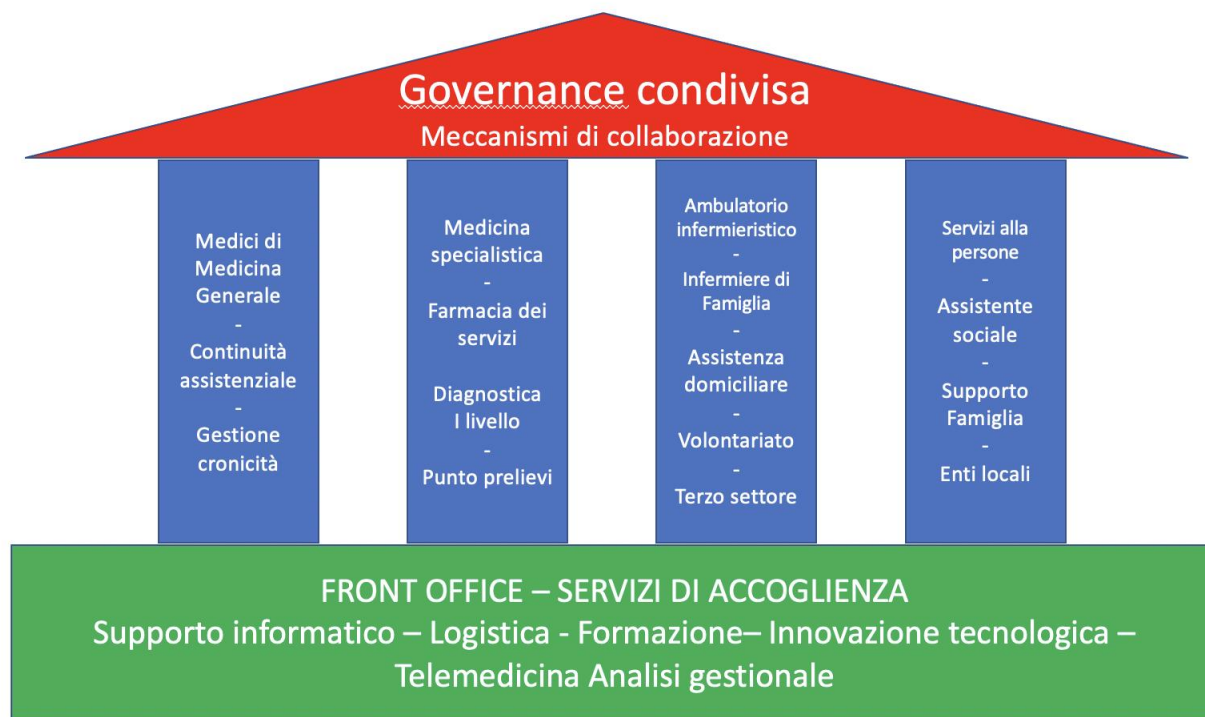 Governance condivisa
Meccanismi di collaborazione
Medici di
Medicina
Generale
-
Continuità
assistenziale
-
Gestione
cronicità
Medicina
specialistica
-
Farmacia dei
servizi
Diagnostica
I livello
-
Punto prelievi
Ambulatorio
infermieristico
-
Infermiere di
Famiglia
-
Assistenza
domiciliare
-
Volontariato
-
Terzo settore
Servizi alla
persone
-
Assistente
sociale
-
Supporto
Famiglia
-
Enti locali
FRONT OFFICE – SERVIZI DI ACCOGLIENZA
Supporto informatico – Logistica - Formazione– Innovazione tecnologica –
Telemedicina Analisi gestionale